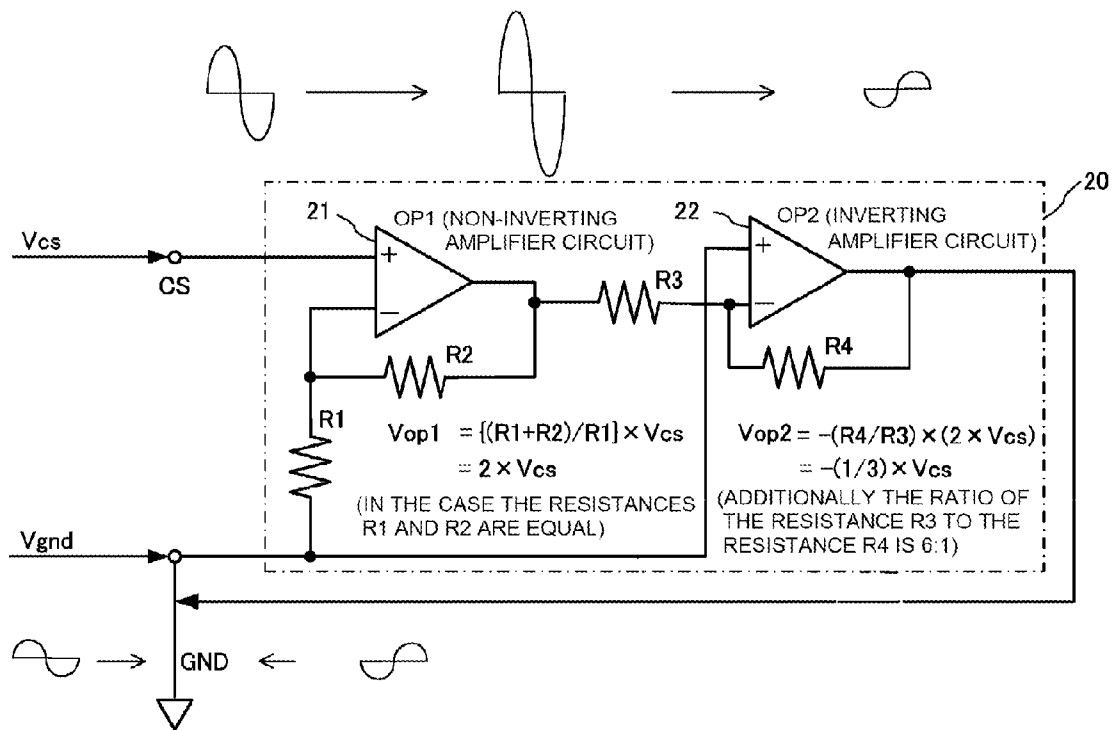 20
21
OP1 (NON-INVERTING
AMPLIFIER CIRCUIT)
22
OP2 (INVERTING
AMPLIFIER CIRCUIT)
Vcs
CS
+
−
R3
+
−
R2
R4
R1
Vop1 = {(R1+R2)/R1} × Vcs
= 2 × Vcs
(IN THE CASE THE RESISTANCES
R1 AND R2 ARE EQUAL)
Vop2 = -(R4/R3) × (2 × Vcs)
= -(1/3) × Vcs
(ADDITIONALLY THE RATIO OF
THE RESISTANCE R3 TO THE
RESISTANCE R4 IS 6:1)
Vgnd
GND